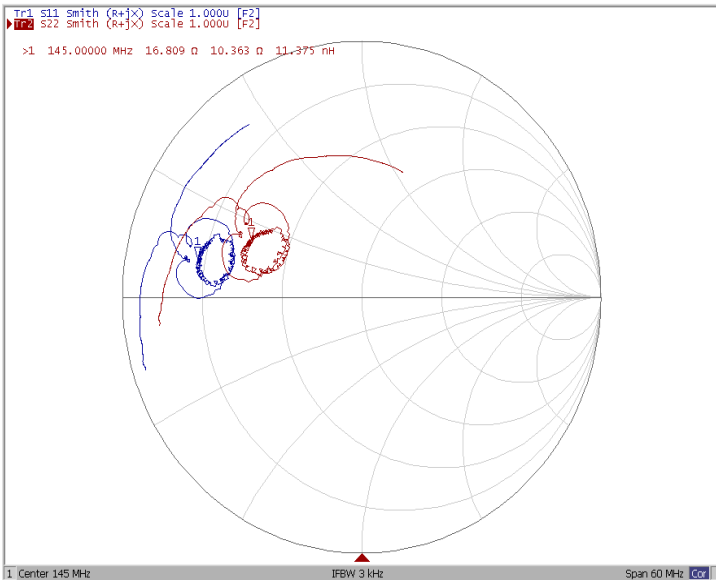 Tr1 S11 Smith (R+jX) Scale 1.000U [F2]
Tr2 S22 Smith (R+jX) Scale 1.000U [F2]
>1 145.00000 MHz 16.809 Ω 10.363 Ω 11.375 nH
1
1
1 Center 145 MHz IFBW 3 kHz Span 60 MHz Cor